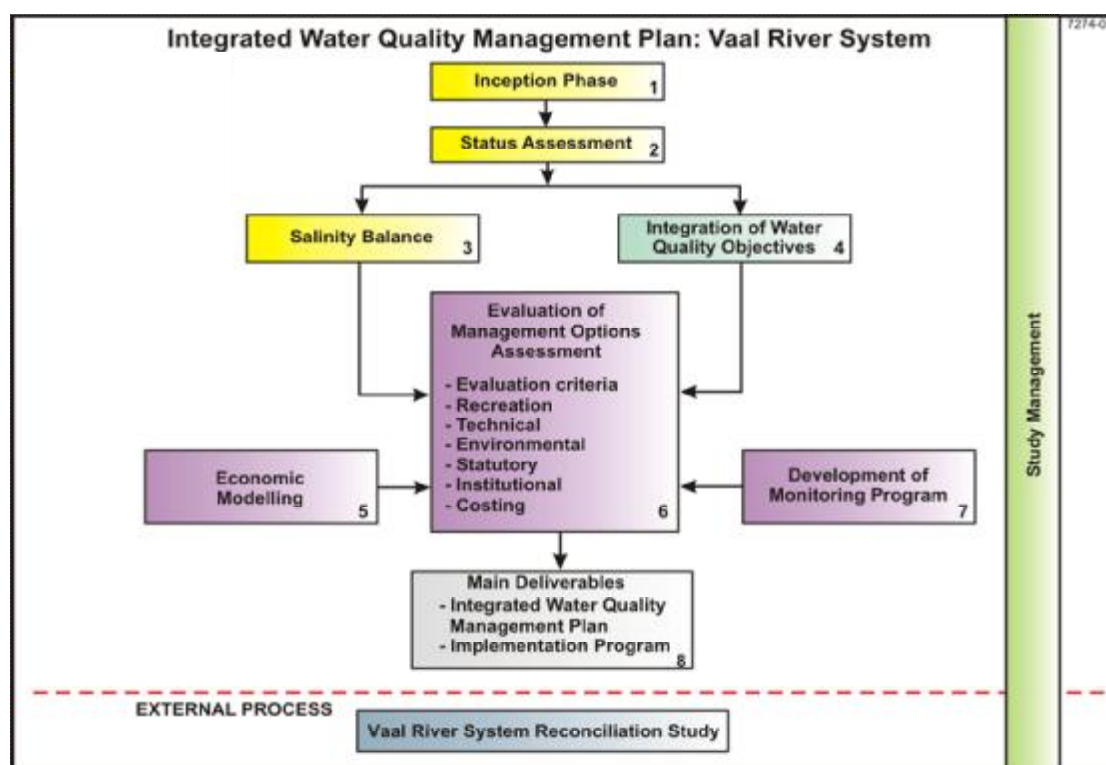 7274-0
Integrated Water Quality Management Plan: Vaal River System
Inception Phase
1
Status Assessment
2
Salinity Balance
3
Integration of Water
Quality Objectives
4
Evaluation of
Management Options
Assessment
- Evaluation criteria
- Recreation
- Technical
- Environmental
- Statutory
- Institutional
- Costing
6
Economic
Modelling
5
Development of
Monitoring Program
7
Main Deliverables
- Integrated Water Quality
Management Plan
- Implementation Program
8
Study Management
EXTERNAL PROCESS
Vaal River System Reconciliation Study